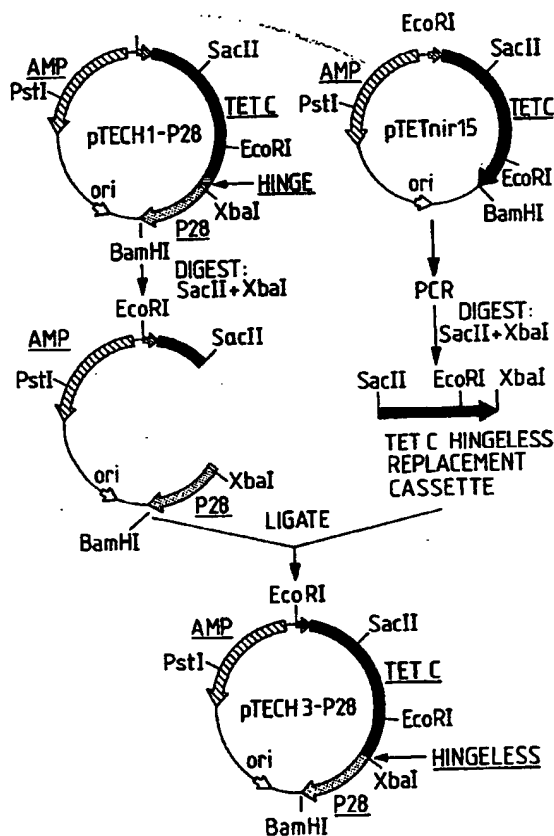 EcoRI
SacII
AMP
PstI
TET C
pTECH1-P28
EcoRI
HINGE
ori
XbaI
P28
BamHI
SacII
AMP
PstI
TETC
pTETnir15
EcoRI
ori
BamHI
DIGEST:
SacII+XbaI
PCR
DIGEST:
SacII+XbaI
EcoRI
SacII
AMP
PstI
ori
XbaI
P28
BamHI
SacII EcoRI XbaI
TET C HINGELESS
REPLACEMENT
CASSETTE
LIGATE
EcoRI
SacII
AMP
PstI
TET C
pTECH3-P28
EcoRI
HINGELESS
ori
XbaI
P28
BamHI